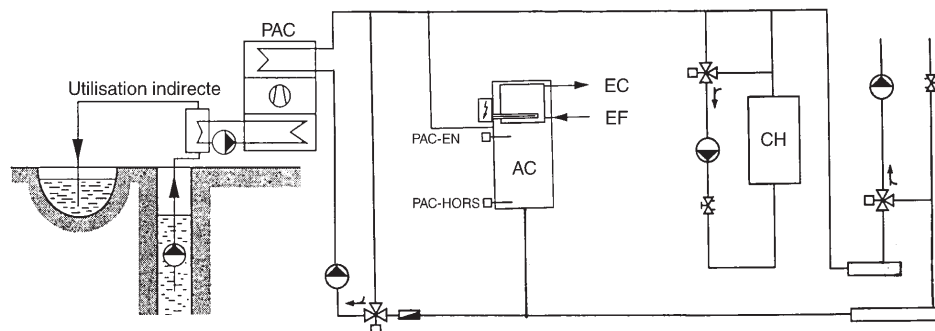 PAC
Utilisation indirecte
EC
EF
PAC-EN
AC
CH
PAC-HORS